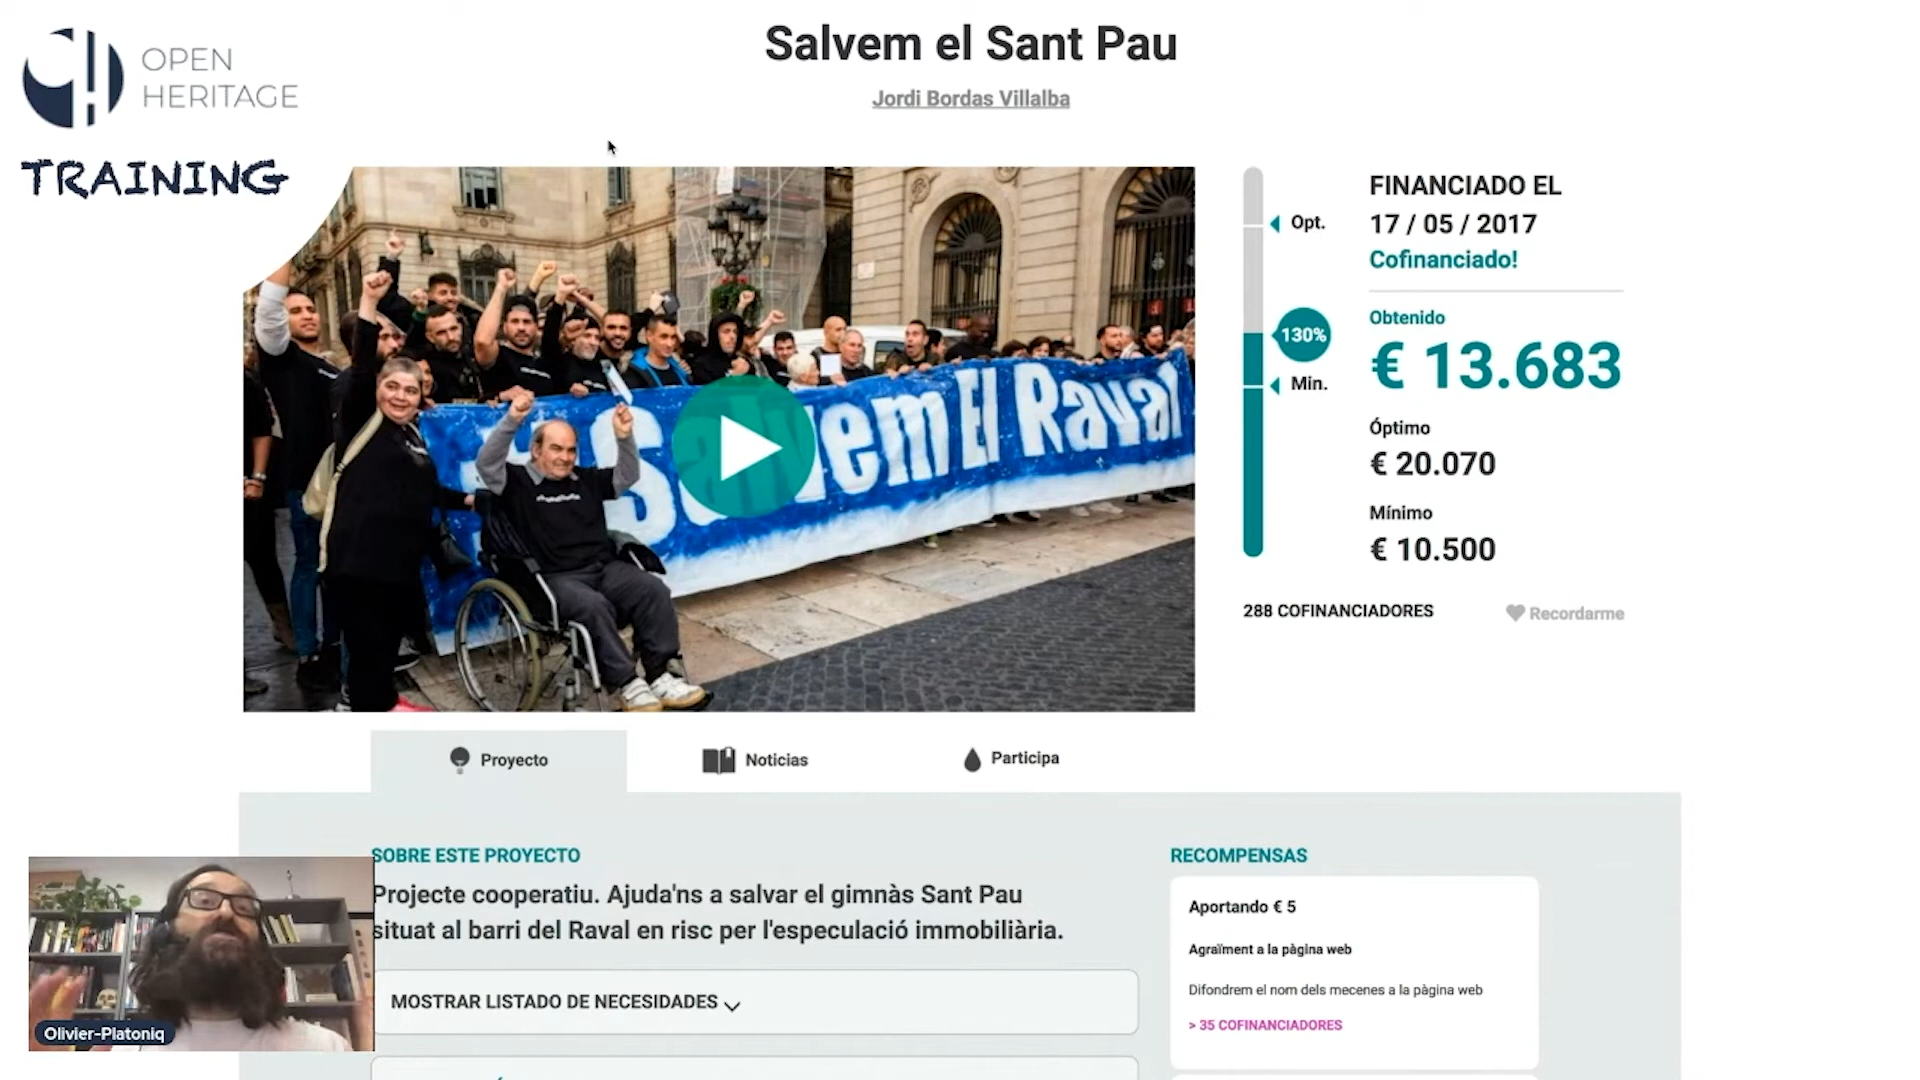 OPEN
HERITAGE
TRAINING
Salvem el Sant Pau
Jordi Bordas Villalba
Salvem El Raval
Opt.
130%
Min.
FINANCIADO EL
17 / 05 / 2017
Cofinanciado!
Obtenido
€ 13.683
Óptimo
€ 20.070
Mínimo
€ 10.500
288 COFINANCIADORES
Recordarme
Proyecto
Noticias
Participa
SOBRE ESTE PROYECTO
Projecte cooperatiu. Ajuda'ns a salvar el gimnàs Sant Pau
situat al barri del Raval en risc per l'especulació immobiliària.
MOSTRAR LISTADO DE NECESIDADES
RECOMPENSAS
Aportando € 5
Agraïment a la pàgina web
Difondrem el nom dels mecenes a la pàgina web
> 35 COFINANCIADORES
Olivier-Platoniq